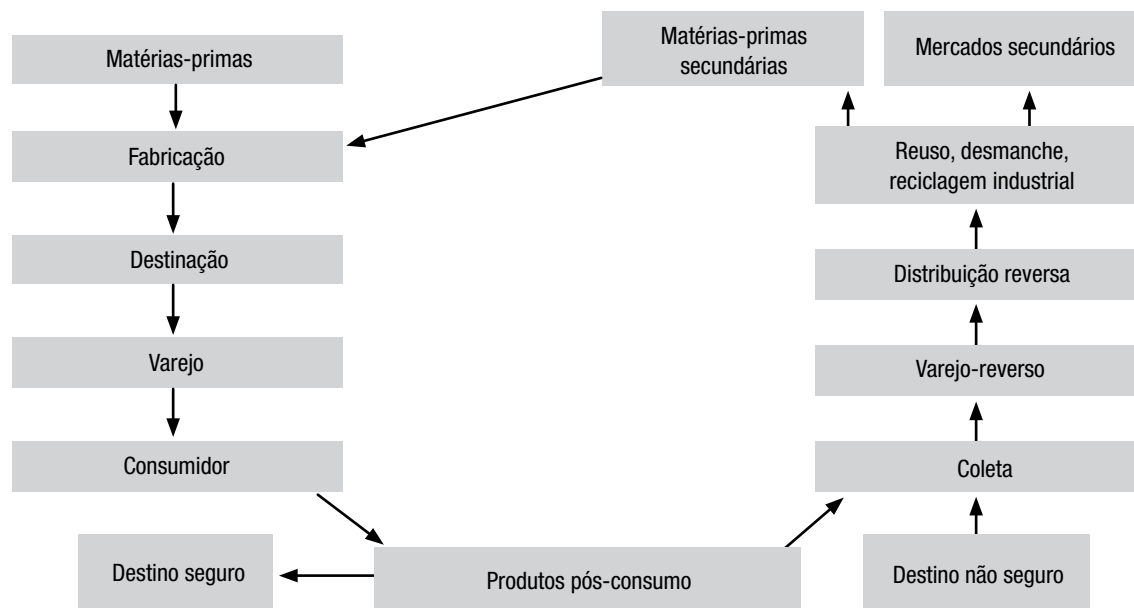 Matérias-primas
Matérias-primas
secundárias
Mercados secundários
Fabricação
Reuso, desmanche,
reciclagem industrial
Destinação
Distribuição reversa
Varejo
Varejo-reverso
Consumidor
Coleta
Destino seguro
Produtos pós-consumo
Destino não seguro